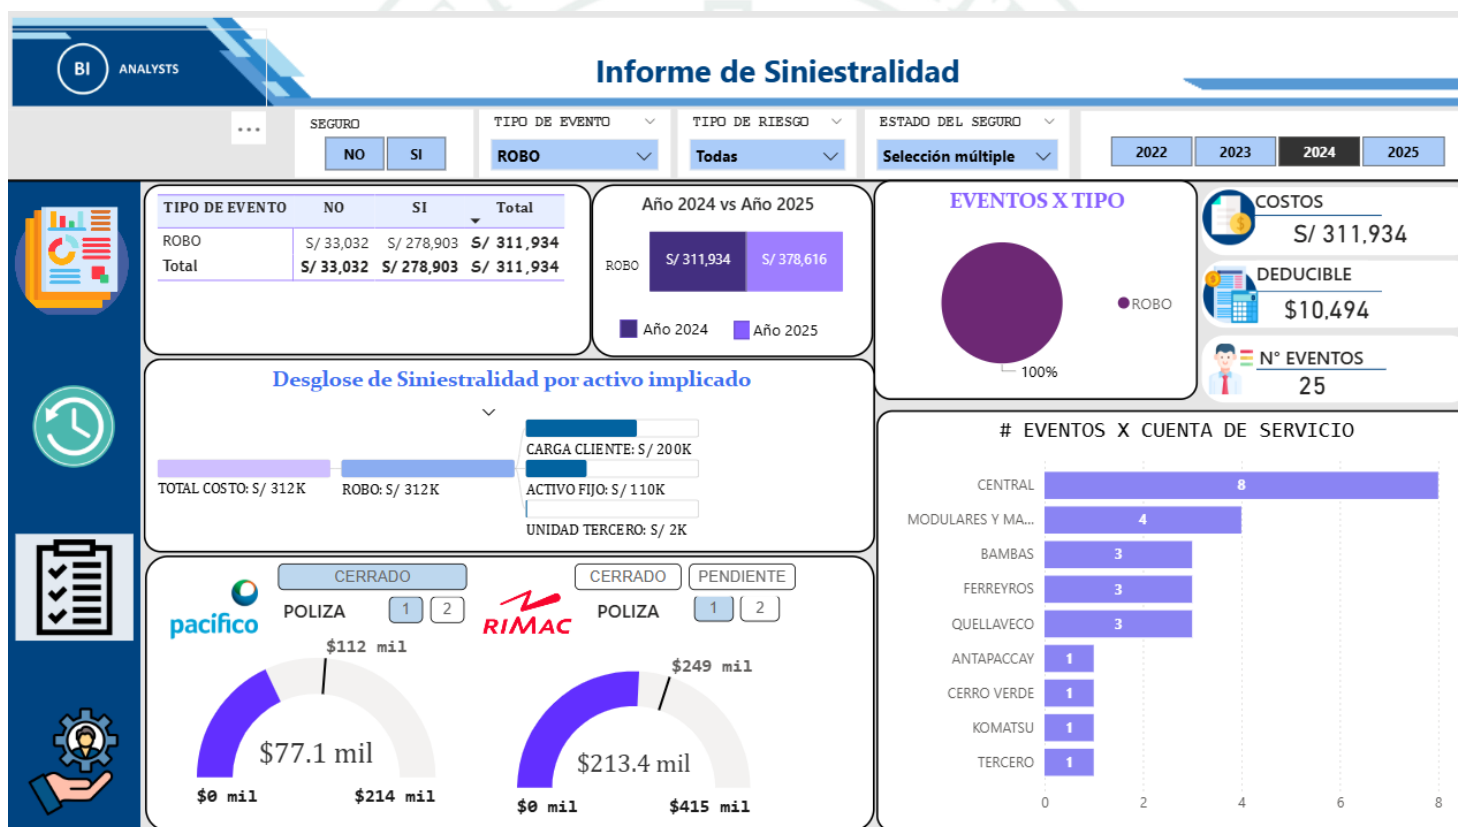 BI ANALYSTS
Informe de Siniestralidad
SEGURO
NO SI
TIPO DE EVENTO
ROBO
TIPO DE RIESGO
Todas
ESTADO DEL SEGURO
Selección múltiple
2022 2023 2024 2025
TIPO DE EVENTO NO SI Total
ROBO S/ 33,032 S/ 278,903 S/ 311,934
Total S/ 33,032 S/ 278,903 S/ 311,934
Año 2024 vs Año 2025
ROBO S/ 311,934 S/ 378,616
Año 2024 Año 2025
EVENTOS X TIPO
ROBO
100%
COSTOS
S/ 311,934
DEDUCIBLE
$10,494
N° EVENTOS
25
Desglose de Siniestralidad por activo implicado
TOTAL COSTO: S/ 312K
ROBO: S/ 312K
CARGA CLIENTE: S/ 200K
ACTIVO FIJO: S/ 110K
UNIDAD TERCERO: S/ 2K
pacifico
CERRADO
POLIZA 1 2
$112 mil
$77.1 mil
$0 mil $214 mil
RIMAC
CERRADO PENDIENTE
POLIZA 1 2
$249 mil
$213.4 mil
$0 mil $415 mil
# EVENTOS X CUENTA DE SERVICIO
CENTRAL 8
MODULARES Y MA... 4
BAMBAS 3
FERREYROS 3
QUELLAVECO 3
ANTAPACCAY 1
CERRO VERDE 1
KOMATSU 1
TERCERO 1
0 2 4 6 8